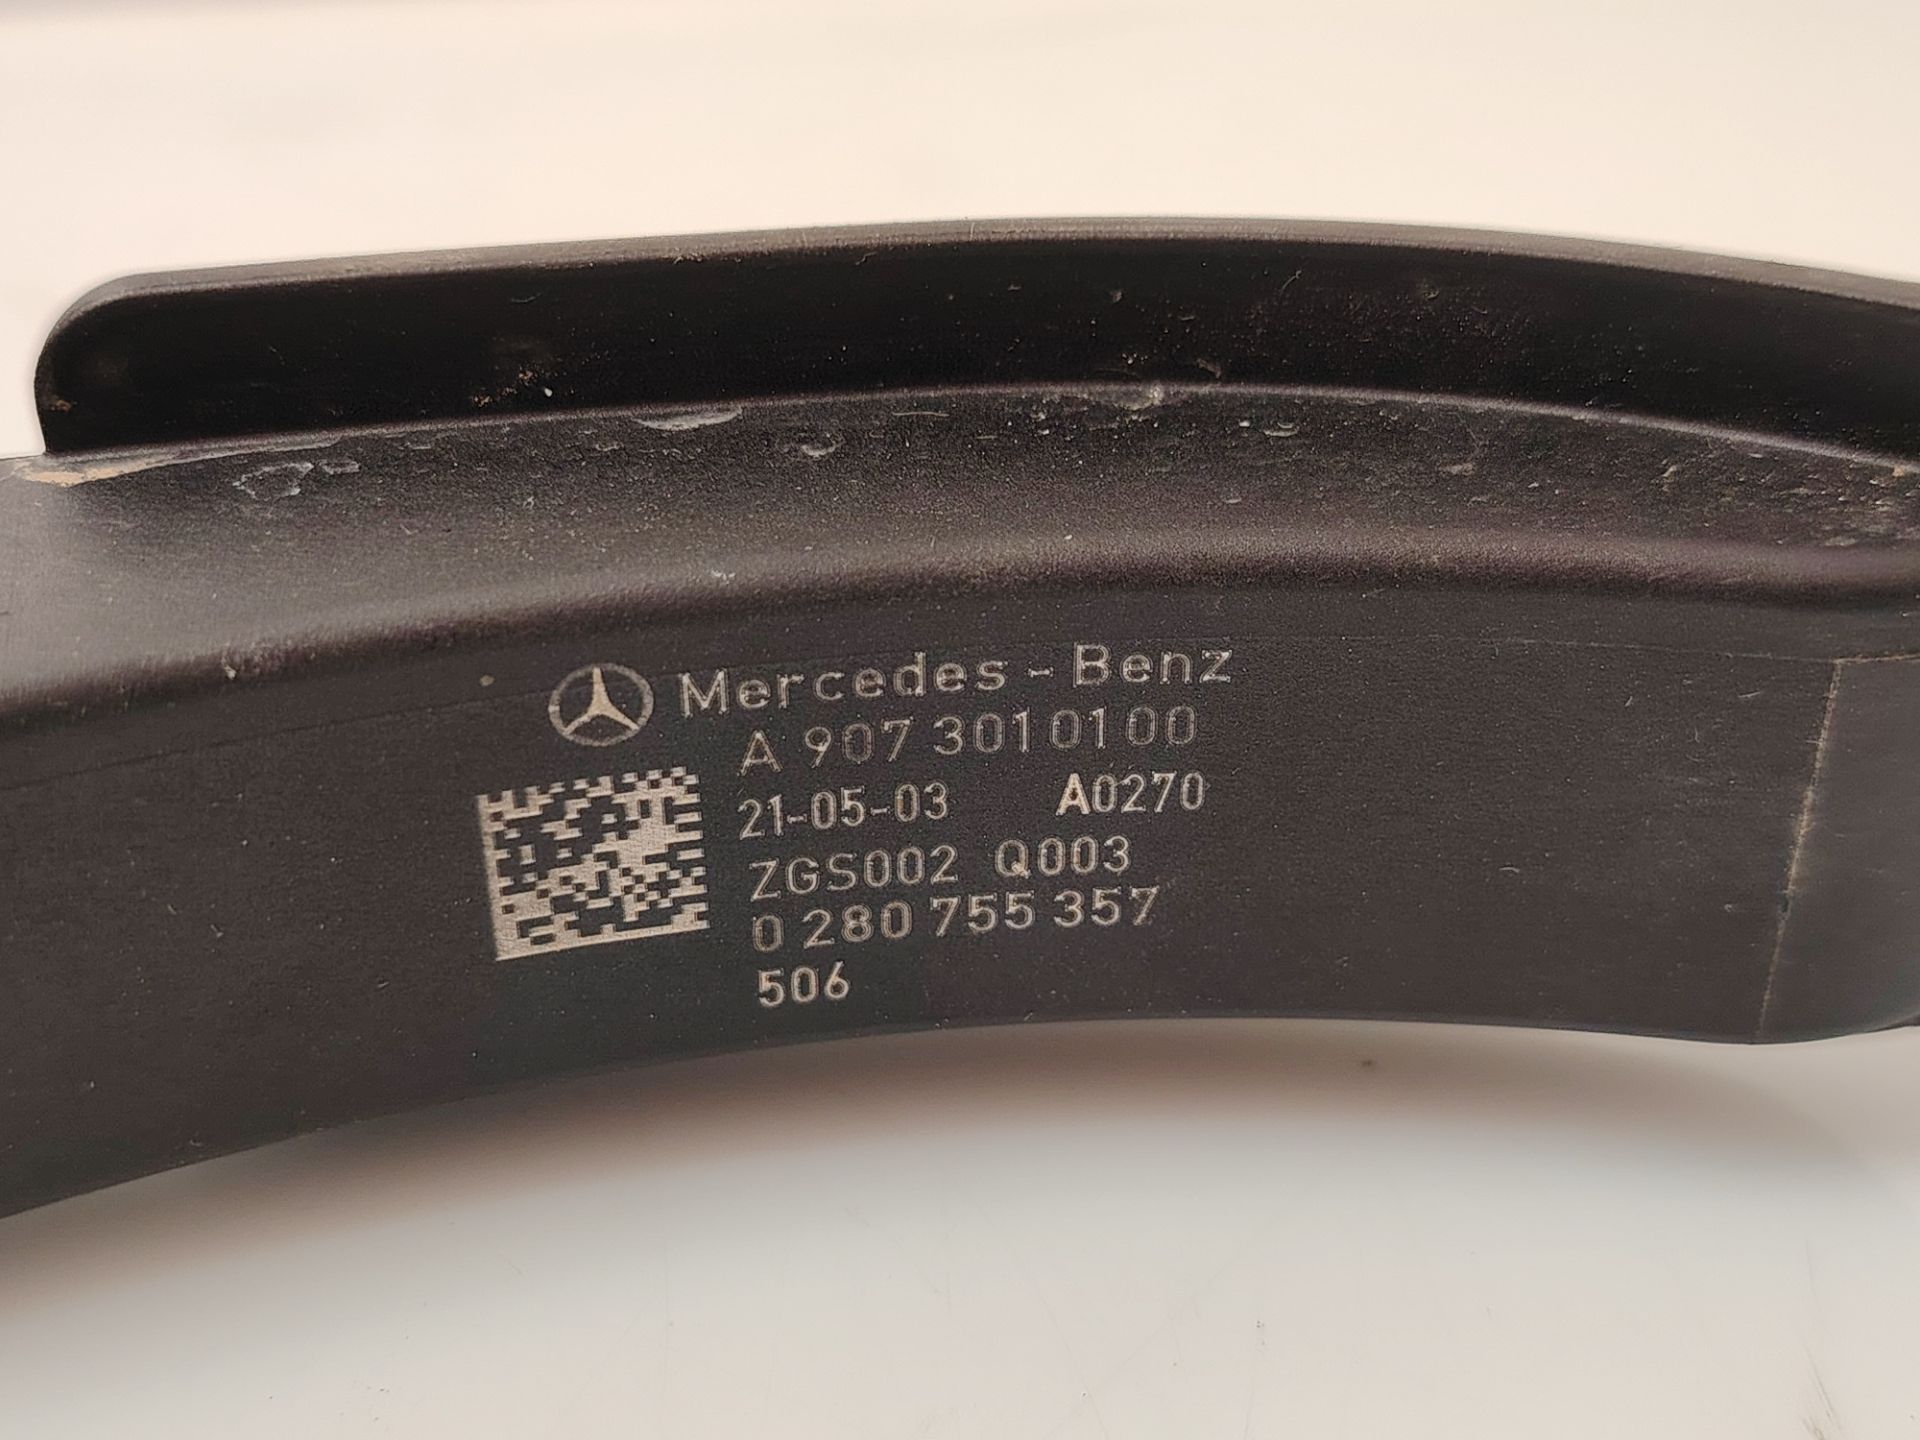 Mercedes-Benz
A 907 301 01 00
21-05-03 A0270
ZGS002 Q003
0 280 755 357
506